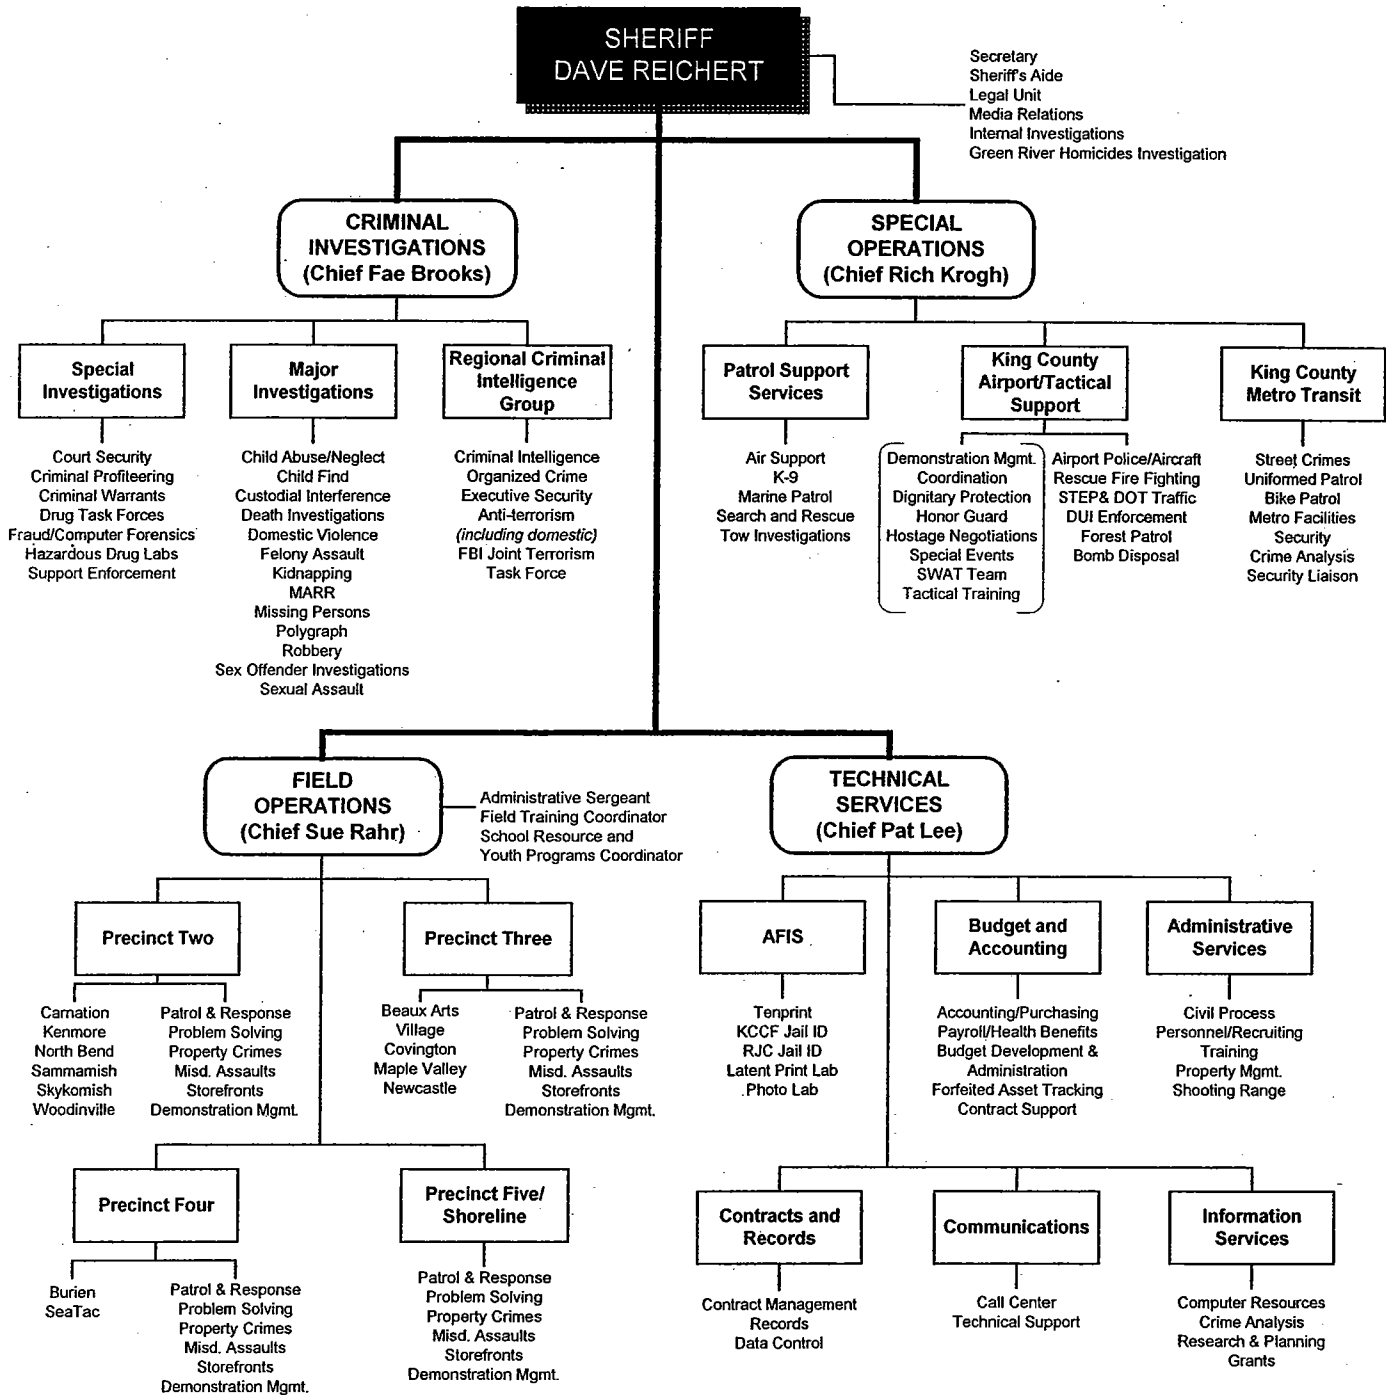 SHERIFF
DAVE REICHERT
Secretary
Sheriff's Aide
Legal Unit
Media Relations
Internal Investigations
Green River Homicides Investigation
CRIMINAL
INVESTIGATIONS
(Chief Fae Brooks)
SPECIAL
OPERATIONS
(Chief Rich Krogh)
Special
Investigations
Court Security
Criminal Profiteering
Criminal Warrants
Drug Task Forces
Fraud/Computer Forensics
Hazardous Drug Labs
Support Enforcement
Major
Investigations
Child Abuse/Neglect
Child Find
Custodial Interference
Death Investigations
Domestic Violence
Felony Assault
Kidnapping
MARR
Missing Persons
Polygraph
Robbery
Sex Offender Investigations
Sexual Assault
Regional Criminal
Intelligence
Group
Criminal Intelligence
Organized Crime
Executive Security
Anti-terrorism
(including domestic)
FBI Joint Terrorism
Task Force
Patrol Support
Services
Air Support
K-9
Marine Patrol
Search and Rescue
Tow Investigations
King County
Airport/Tactical
Support
Demonstration Mgmt.
Coordination
Dignitary Protection
Honor Guard
Hostage Negotiations
Special Events
SWAT Team
Tactical Training
Airport Police/Aircraft
Rescue Fire Fighting
STEP& DOT Traffic
DUI Enforcement
Forest Patrol
Bomb Disposal
King County
Metro Transit
Street Crimes
Uniformed Patrol
Bike Patrol
Metro Facilities
Security
Crime Analysis
Security Liaison
FIELD
OPERATIONS
(Chief Sue Rahr)
Administrative Sergeant
Field Training Coordinator
School Resource and
Youth Programs Coordinator
TECHNICAL
SERVICES
(Chief Pat Lee)
Precinct Two
Carnation
Kenmore
North Bend
Sammamish
Skykomish
Woodinville
Patrol & Response
Problem Solving
Property Crimes
Misd. Assaults
Storefronts
Demonstration Mgmt.
Precinct Three
Beaux Arts
Village
Covington
Maple Valley
Newcastle
Patrol & Response
Problem Solving
Property Crimes
Misd. Assaults
Storefronts
Demonstration Mgmt.
AFIS
Tenprint
KCCF Jail ID
RJC Jail ID
Latent Print Lab
Photo Lab
Budget and
Accounting
Accounting/Purchasing
Payroll/Health Benefits
Budget Development &
Administration
Forfeited Asset Tracking
Contract Support
Administrative
Services
Civil Process
Personnel/Recruiting
Training
Property Mgmt.
Shooting Range
Precinct Four
Burien
SeaTac
Patrol & Response
Problem Solving
Property Crimes
Misd. Assaults
Storefronts
Demonstration Mgmt.
Precinct Five/
Shoreline
Patrol & Response
Problem Solving
Property Crimes
Misd. Assaults
Storefronts
Demonstration Mgmt.
Contracts and
Records
Contract Management
Records
Data Control
Communications
Call Center
Technical Support
Information
Services
Computer Resources
Crime Analysis
Research & Planning
Grants